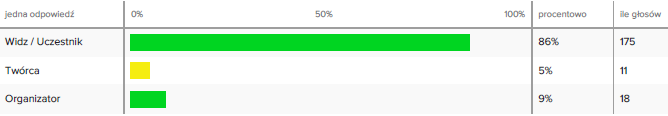 jedna odpowiedź 0% 50% 100% procentowo ile głosów
Widz / Uczestnik 86% 175
Twórca 5% 11
Organizator 9% 18